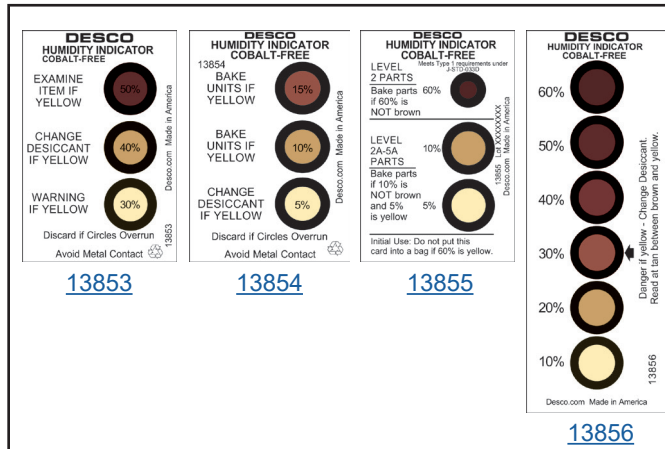 DESCO
HUMIDITY INDICATOR
COBALT-FREE
EXAMINE
ITEM IF
YELLOW
50%
CHANGE
DESICCANT
IF YELLOW
40%
WARNING
IF YELLOW
30%
Discard if Circles Overrun
Avoid Metal Contact
Desco.com Made in America
13853
13853
DESCO
HUMIDITY INDICATOR
COBALT-FREE
13854
BAKE
UNITS IF
YELLOW
15%
BAKE
UNITS IF
YELLOW
10%
CHANGE
DESICCANT
IF YELLOW
5%
Discard if Circles Overrun
Avoid Metal Contact
Desco.com Made in America
13854
DESCO
HUMIDITY INDICATOR
COBALT-FREE
Meets Type 1 requirements under
J-STD-033D
LEVEL
2 PARTS
Bake parts
if 60% is
NOT brown
60%
LEVEL
2A-5A
PARTS
Bake parts
if 10% is
NOT brown
and 5%
is yellow
10%
5%
Initial Use: Do not put this
card into a bag if 60% is yellow.
13855 Lot XXXXXXXXX
Desco.com Made in America
13855
DESCO
HUMIDITY INDICATOR
COBALT-FREE
60%
50%
40%
30%
20%
10%
Danger if yellow - Change Desiccant.
Read at tan between brown and yellow.
13856
Desco.com Made in America
13856